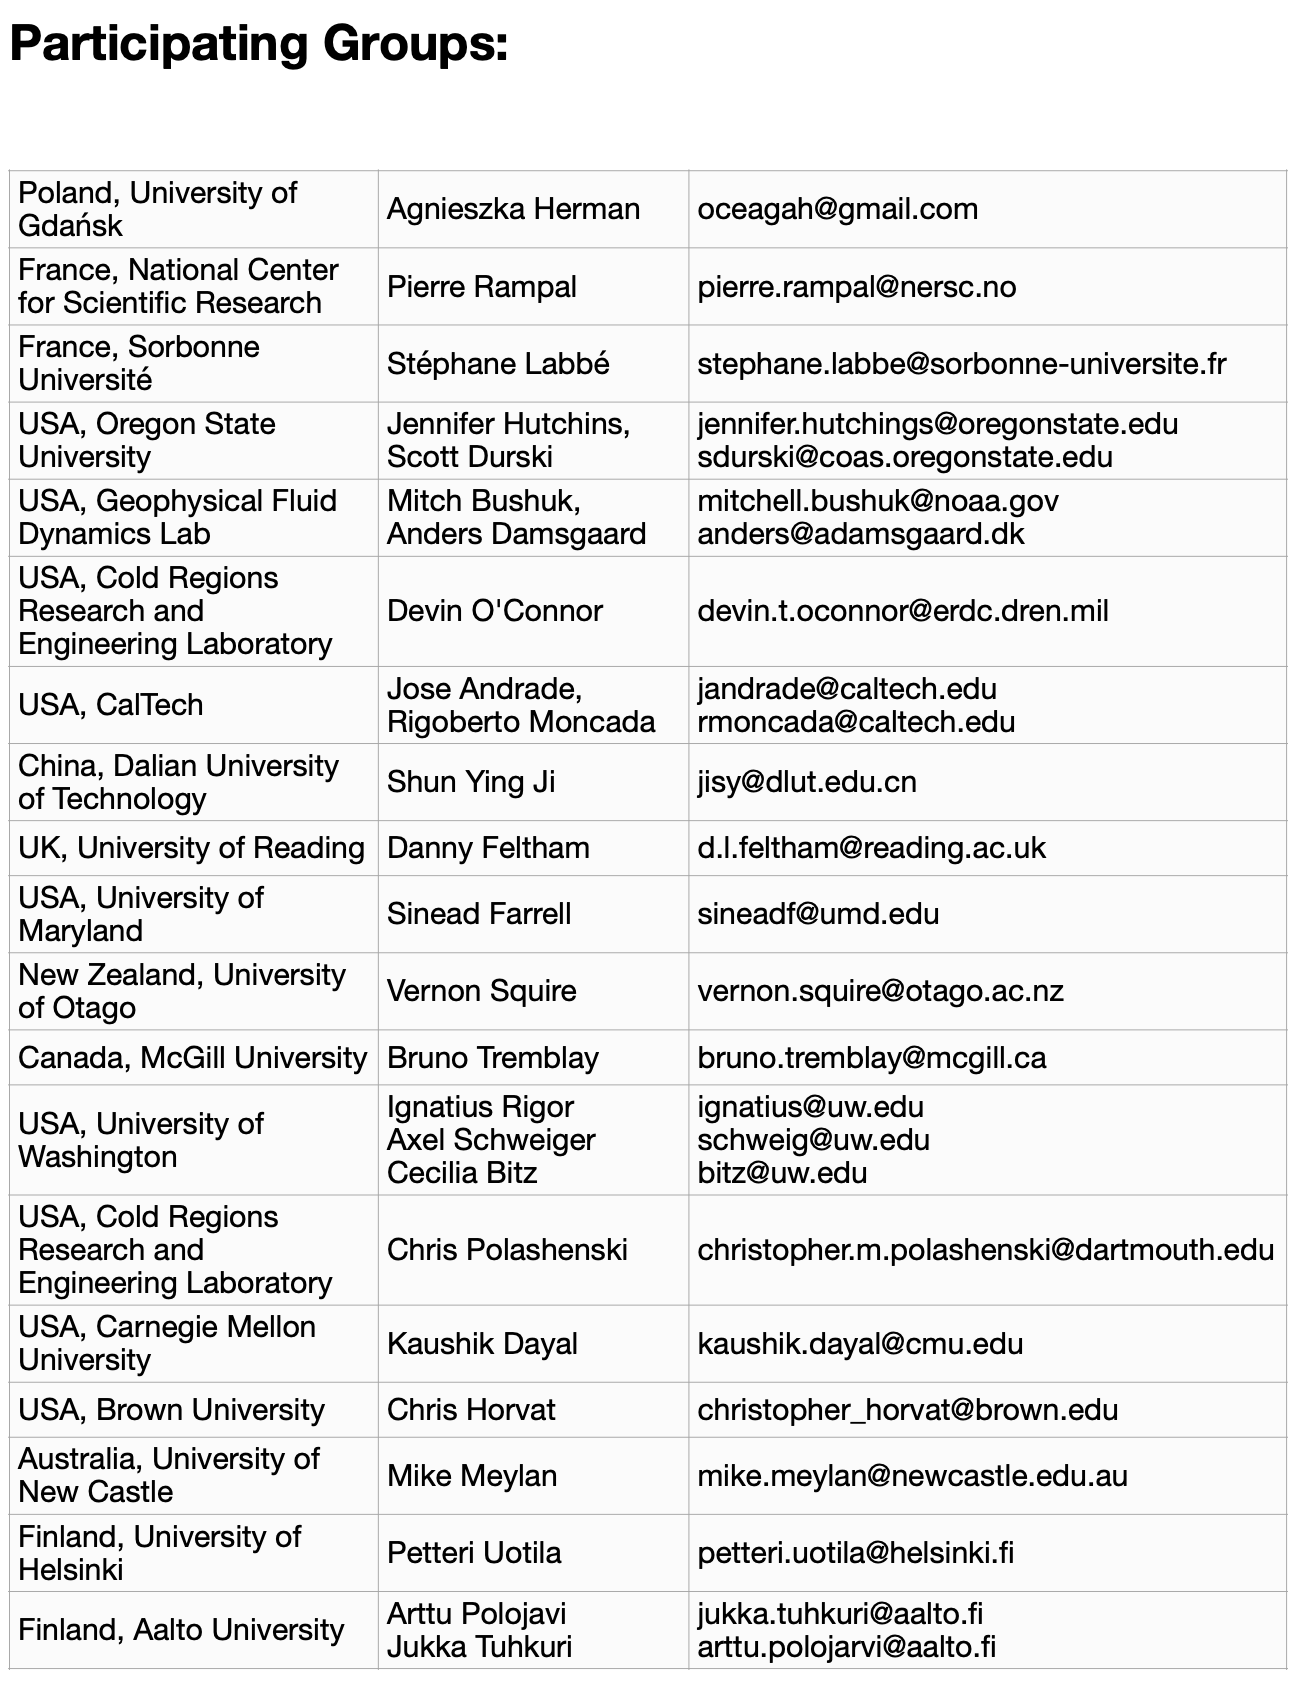 Participating Groups:
Poland, University of
Gdańsk
Agnieszka Herman
oceagah@gmail.com
France, National Center
for Scientific Research
Pierre Rampal
pierre.rampal@nersc.no
France, Sorbonne
Université
Stéphane Labbé
stephane.labbe@sorbonne-universite.fr
USA, Oregon State
University
Jennifer Hutchins,
Scott Durski
jennifer.hutchings@oregonstate.edu
sdurski@coas.oregonstate.edu
USA, Geophysical Fluid
Dynamics Lab
Mitch Bushuk,
Anders Damsgaard
mitchell.bushuk@noaa.gov
anders@adamsgaard.dk
USA, Cold Regions
Research and
Engineering Laboratory
Devin O'Connor
devin.t.oconnor@erdc.dren.mil
USA, CalTech
Jose Andrade,
Rigoberto Moncada
jandrade@caltech.edu
rmoncada@caltech.edu
China, Dalian University
of Technology
Shun Ying Ji
jisy@dlut.edu.cn
UK, University of Reading
Danny Feltham
d.l.feltham@reading.ac.uk
USA, University of
Maryland
Sinead Farrell
sineadf@umd.edu
New Zealand, University
of Otago
Vernon Squire
vernon.squire@otago.ac.nz
Canada, McGill University
Bruno Tremblay
bruno.tremblay@mcgill.ca
USA, University of
Washington
Ignatius Rigor
Axel Schweiger
Cecilia Bitz
ignatius@uw.edu
schweig@uw.edu
bitz@uw.edu
USA, Cold Regions
Research and
Engineering Laboratory
Chris Polashenski
christopher.m.polashenski@dartmouth.edu
USA, Carnegie Mellon
University
Kaushik Dayal
kaushik.dayal@cmu.edu
USA, Brown University
Chris Horvat
christopher_horvat@brown.edu
Australia, University of
New Castle
Mike Meylan
mike.meylan@newcastle.edu.au
Finland, University of
Helsinki
Petteri Uotila
petteri.uotila@helsinki.fi
Finland, Aalto University
Arttu Polojavi
Jukka Tuhkuri
jukka.tuhkuri@aalto.fi
arttu.polojarvi@aalto.fi